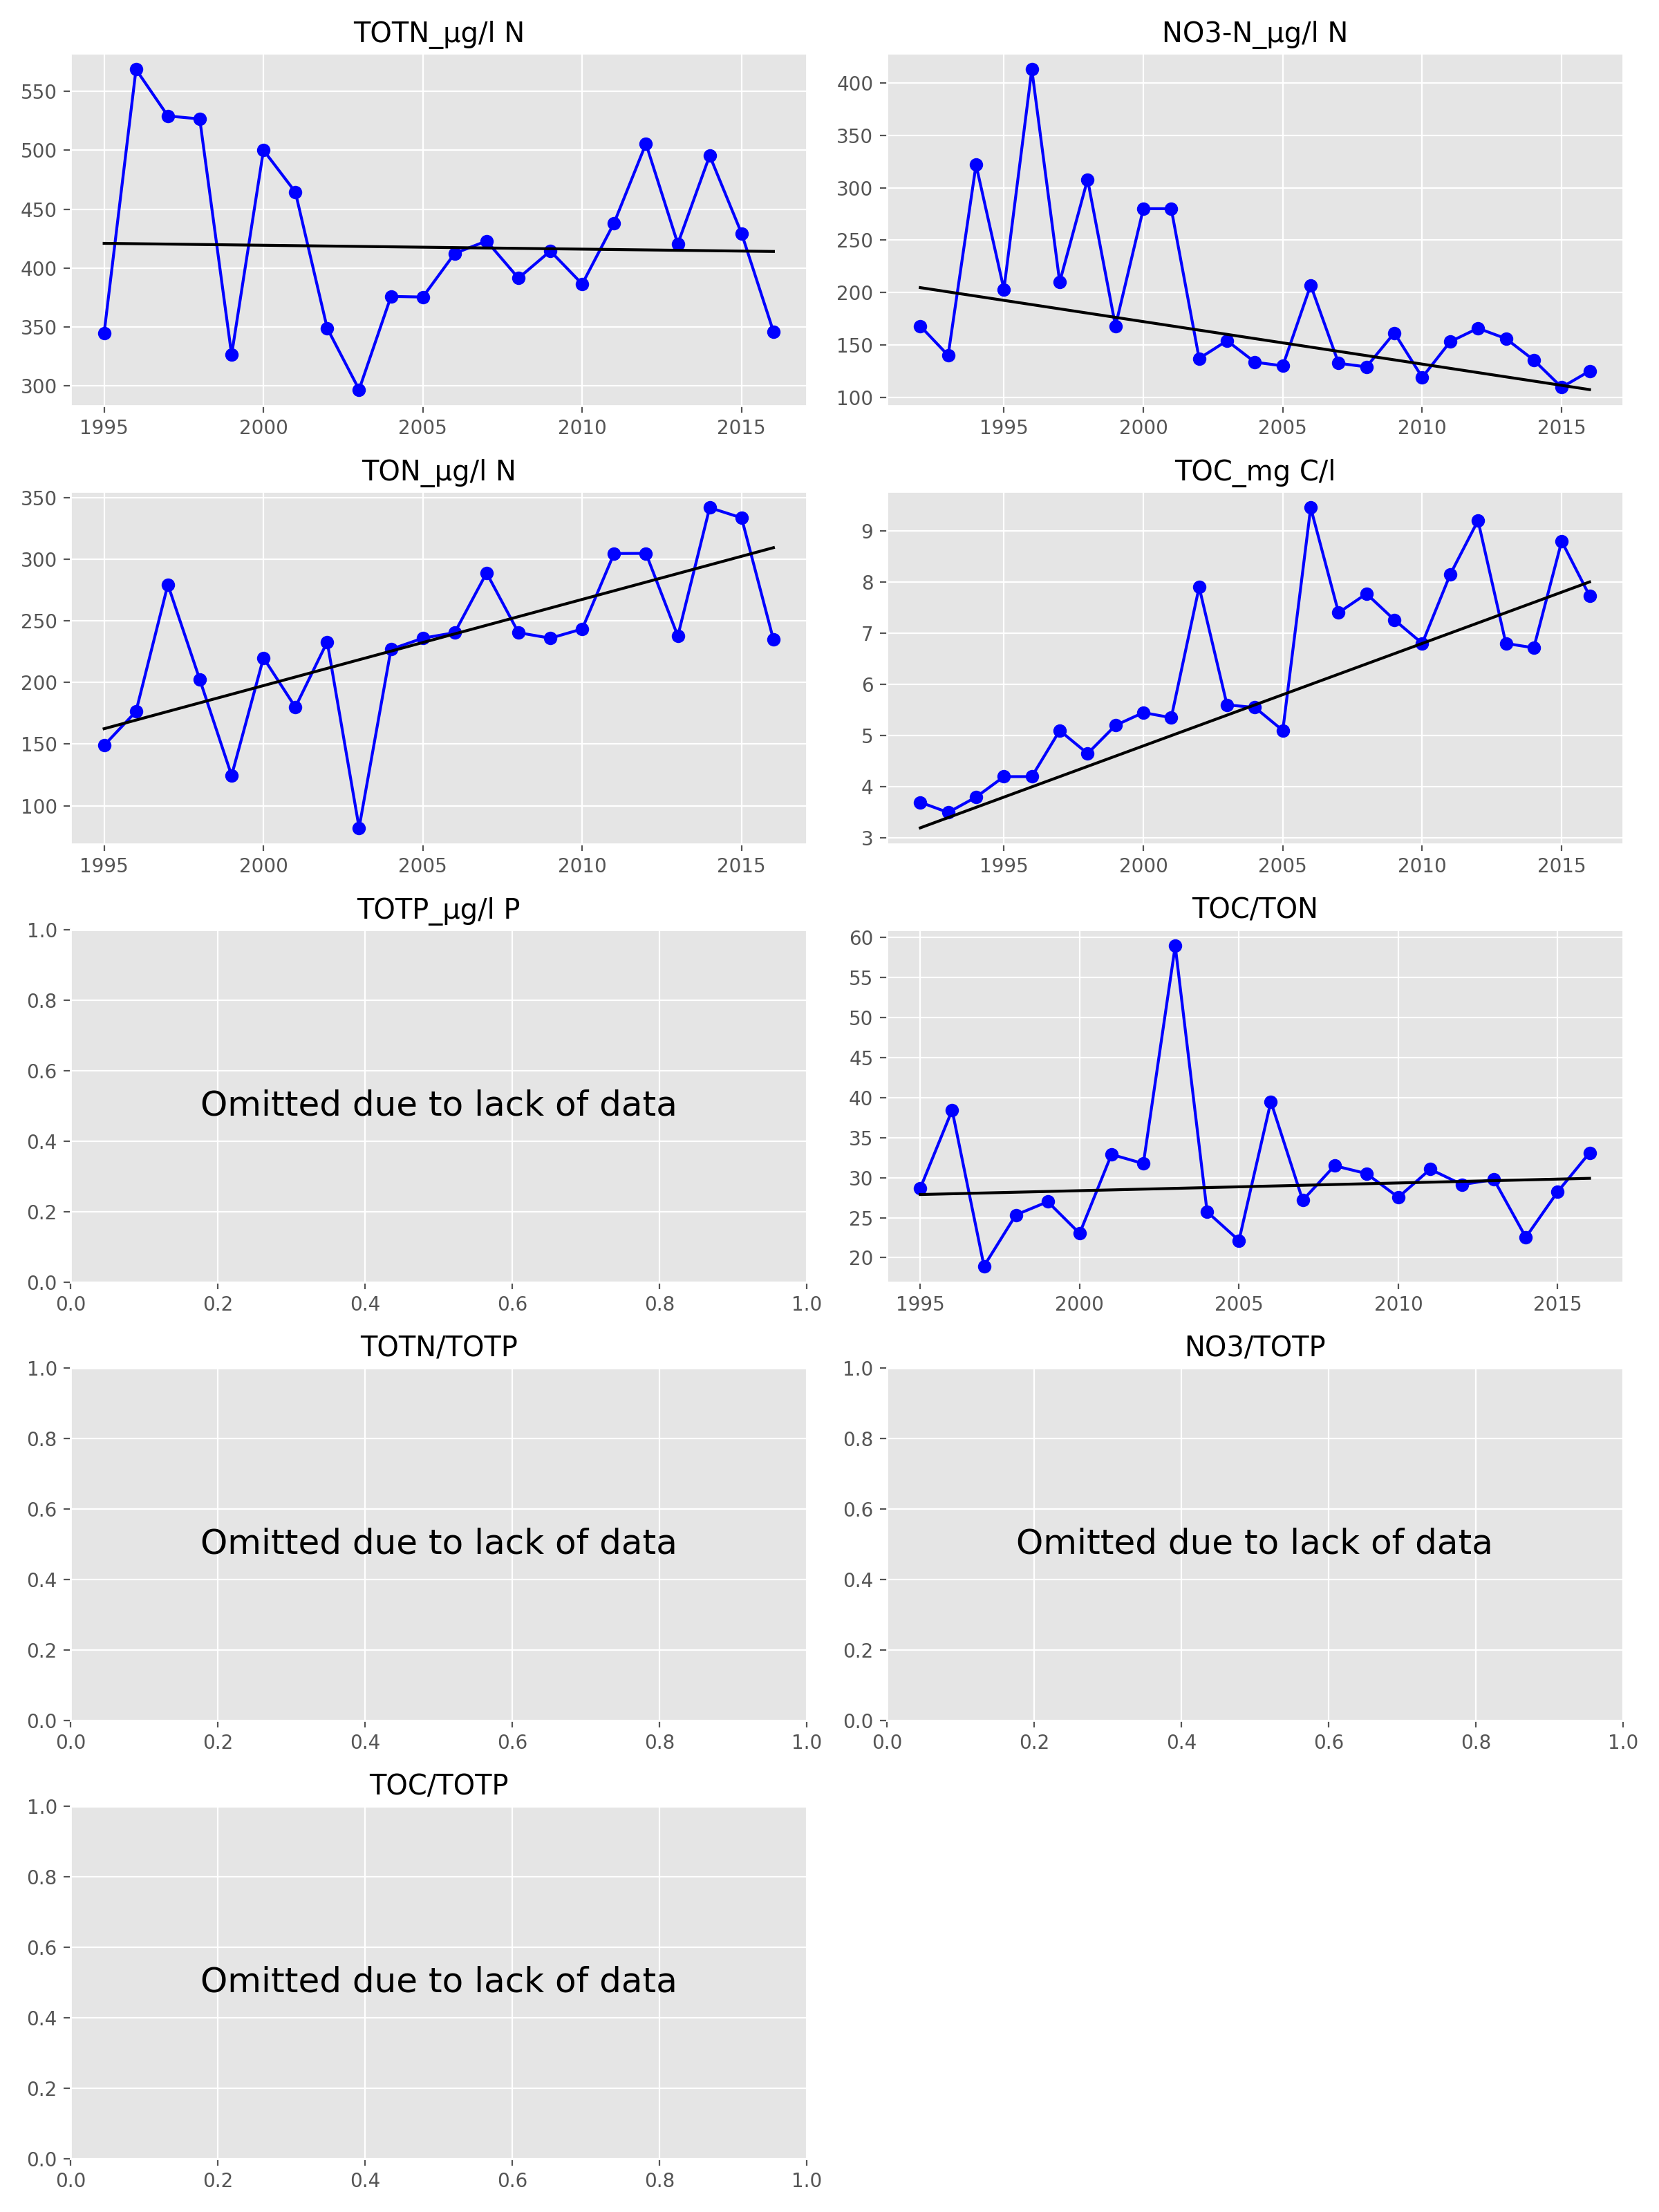 TOTN_µg/l N
550
500
450
400
350
300
1995 2000 2005 2010 2015
NO3-N_µg/l N
400
350
300
250
200
150
100
1995 2000 2005 2010 2015
TON_µg/l N
350
300
250
200
150
100
1995 2000 2005 2010 2015
TOC_mg C/l
9
8
7
6
5
4
3
1995 2000 2005 2010 2015
TOTP_µg/l P
1.0
0.8
0.6
Omitted due to lack of data
0.4
0.2
0.0
0.0 0.2 0.4 0.6 0.8 1.0
TOC/TON
60
55
50
45
40
35
30
25
20
1995 2000 2005 2010 2015
TOTN/TOTP
1.0
0.8
0.6
Omitted due to lack of data
0.4
0.2
0.0
0.0 0.2 0.4 0.6 0.8 1.0
NO3/TOTP
1.0
0.8
0.6
Omitted due to lack of data
0.4
0.2
0.0
0.0 0.2 0.4 0.6 0.8 1.0
TOC/TOTP
1.0
0.8
0.6
Omitted due to lack of data
0.4
0.2
0.0
0.0 0.2 0.4 0.6 0.8 1.0